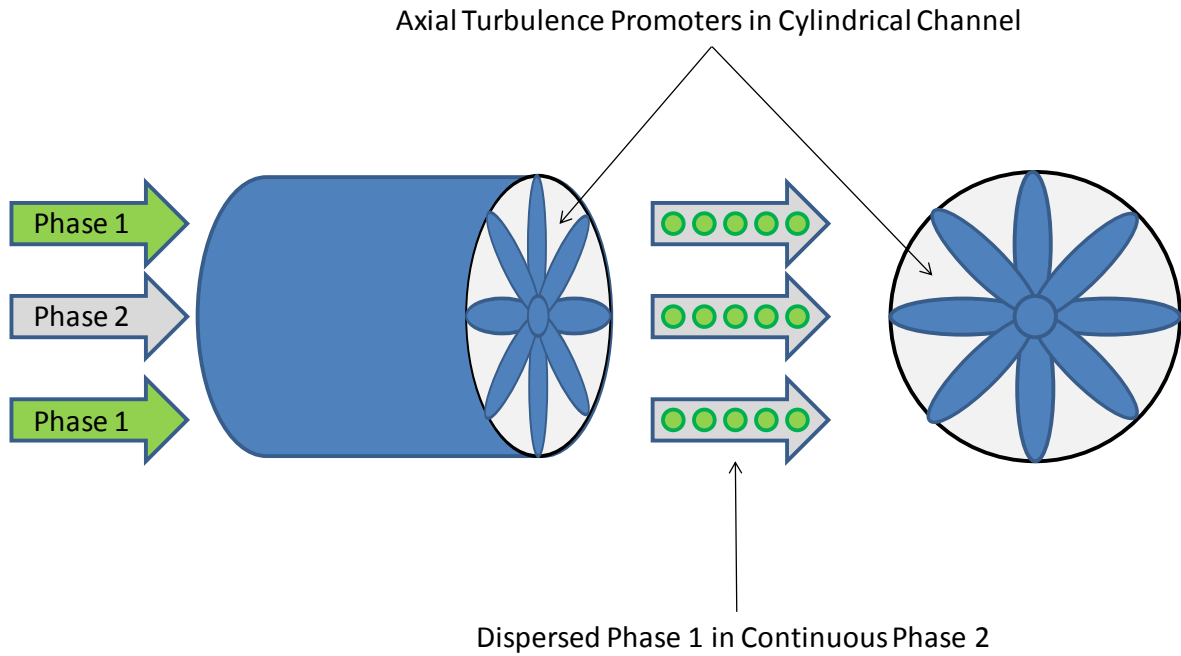 Axial Turbulence Promoters in Cylindrical Channel
Phase 1
Phase 2
Phase 1
Dispersed Phase 1 in Continuous Phase 2